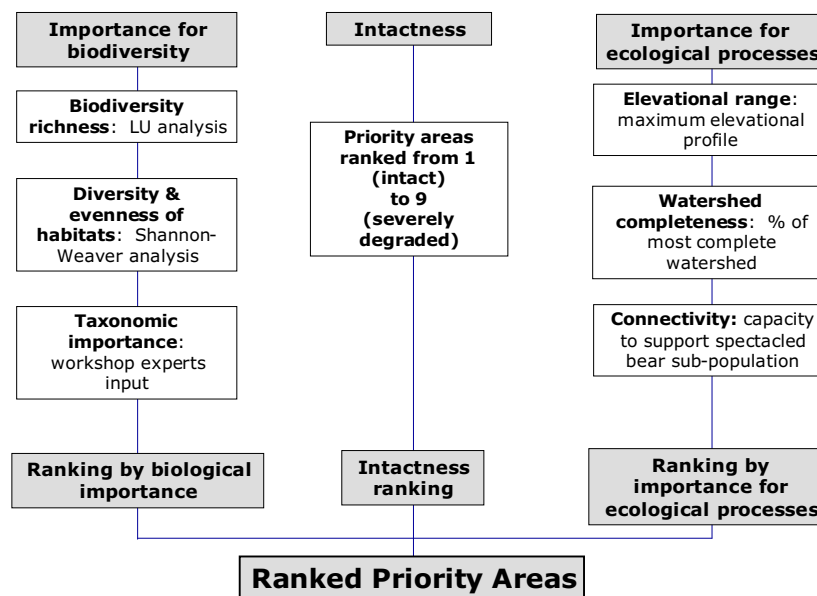 Importance for
biodiversity
Biodiversity
richness: LU analysis
Diversity &
evenness of
habitats: Shannon-
Weaver analysis
Taxonomic
importance:
workshop experts
input
Ranking by biological
importance
Intactness
Priority areas
ranked from 1
(intact)
to 9
(severely
degraded)
Intactness
ranking
Importance for
ecological processes
Elevational range:
maximum elevational
profile
Watershed
completeness: % of
most complete
watershed
Connectivity: capacity
to support spectacled
bear sub-population
Ranking by
importance for
ecological processes
Ranked Priority Areas